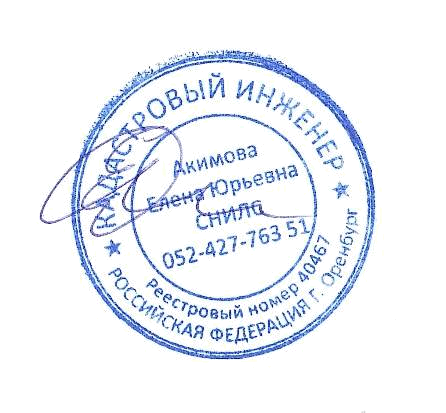 ★ КАДАСТРОВЫЙ ИНЖЕНЕР ★
Акимова
Елена Юрьевна
СНИЛС
052-427-763 51
Реестровый номер 40467
РОССИЙСКАЯ ФЕДЕРАЦИЯ г. Оренбург